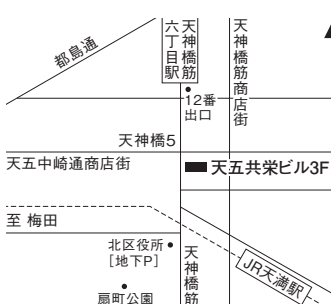 都島通
天神橋筋
六丁目駅
天神橋筋商店街
12番
出口
天神橋5
天五中崎通商店街
天五共栄ビル3F
至 梅田
北区役所
[地下P]
天神橋筋
JR天満駅
扇町公園